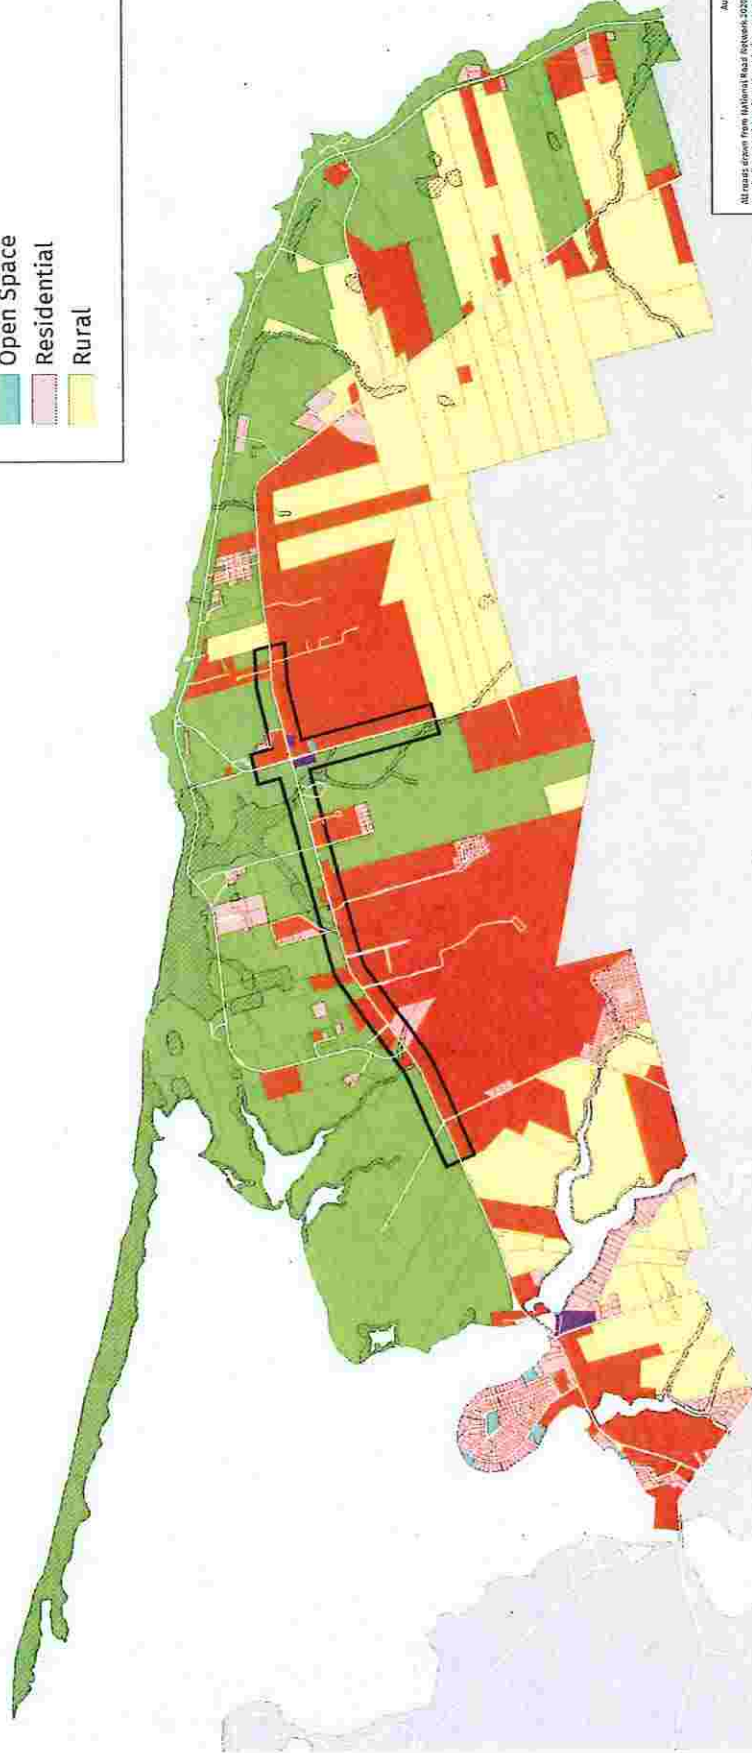 Open Space
Residential
Rural
All roads drawn from National Road Network 2020